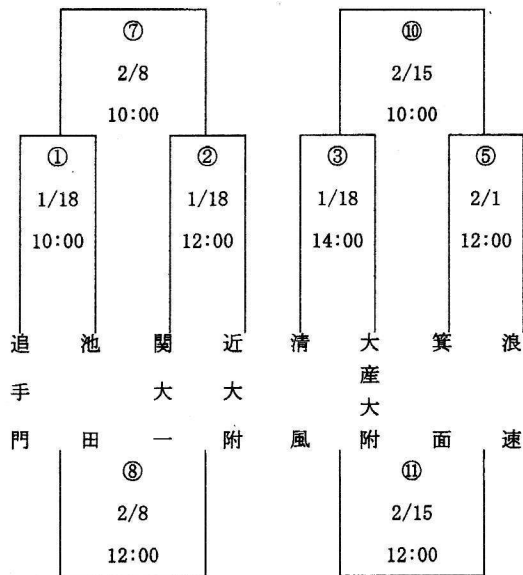 ⑦ ⑩
2/8 2/15
10:00 10:00
① ② ③ ⑤
1/18 1/18 1/18 2/1
10:00 12:00 14:00 12:00
追手門 池田 関大一 近大附 清風 大産大附 箕面 浪速
⑧ ⑪
2/8 2/15
12:00 12:00